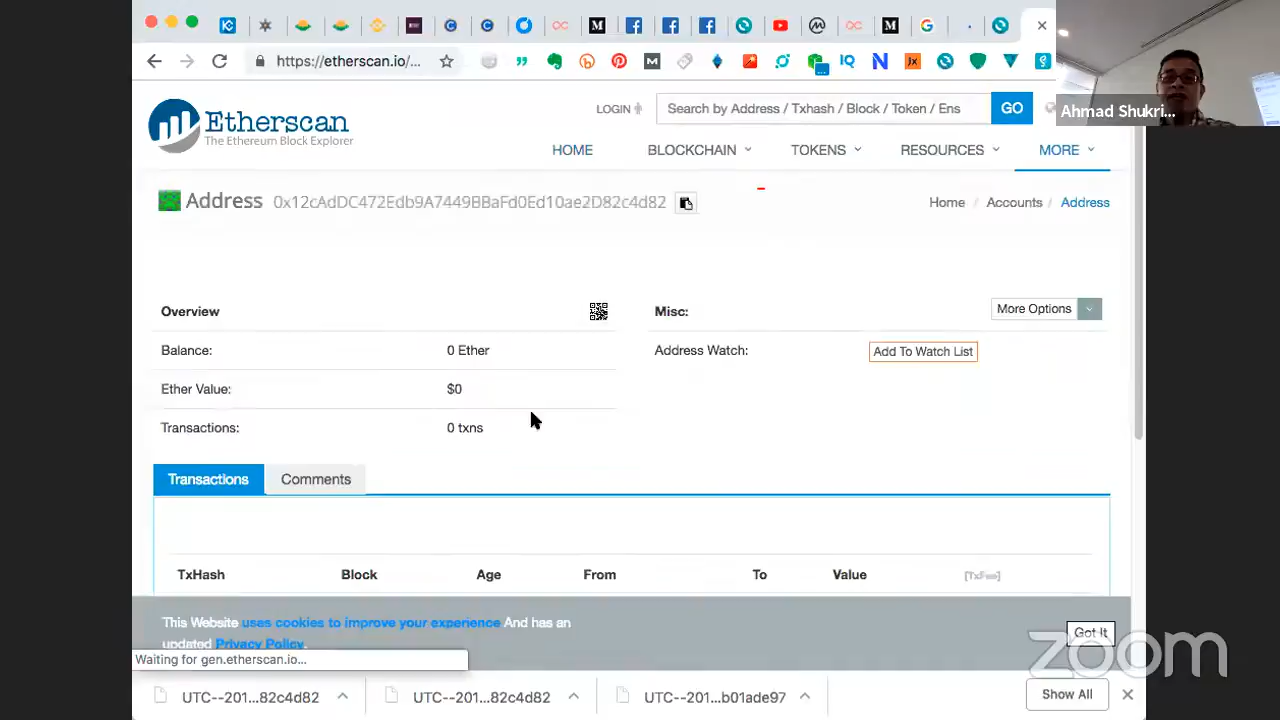 https://etherscan.io/...
IQ
Jx
Ahmad Shukri...
Etherscan
The Ethereum Block Explorer
LOGIN
Search by Address / Txhash / Block / Token / Ens
GO
HOME
BLOCKCHAIN
TOKENS
RESOURCES
MORE
Address 0x12cAdDC472Edb9A7449BBaFd0Ed10ae2D82c4d82
Home / Accounts / Address
Overview
Misc:
More Options
Balance: 0 Ether
Address Watch: Add To Watch List
Ether Value: $0
Transactions: 0 txns
Transactions
Comments
TxHash Block Age From To Value [TxFee]
This Website uses cookies to improve your experience And has an
updated Privacy Policy.
Got It
Waiting for gen.etherscan.io...
zoom
UTC--201...82c4d82
UTC--201...82c4d82
UTC--201...b01ade97
Show All